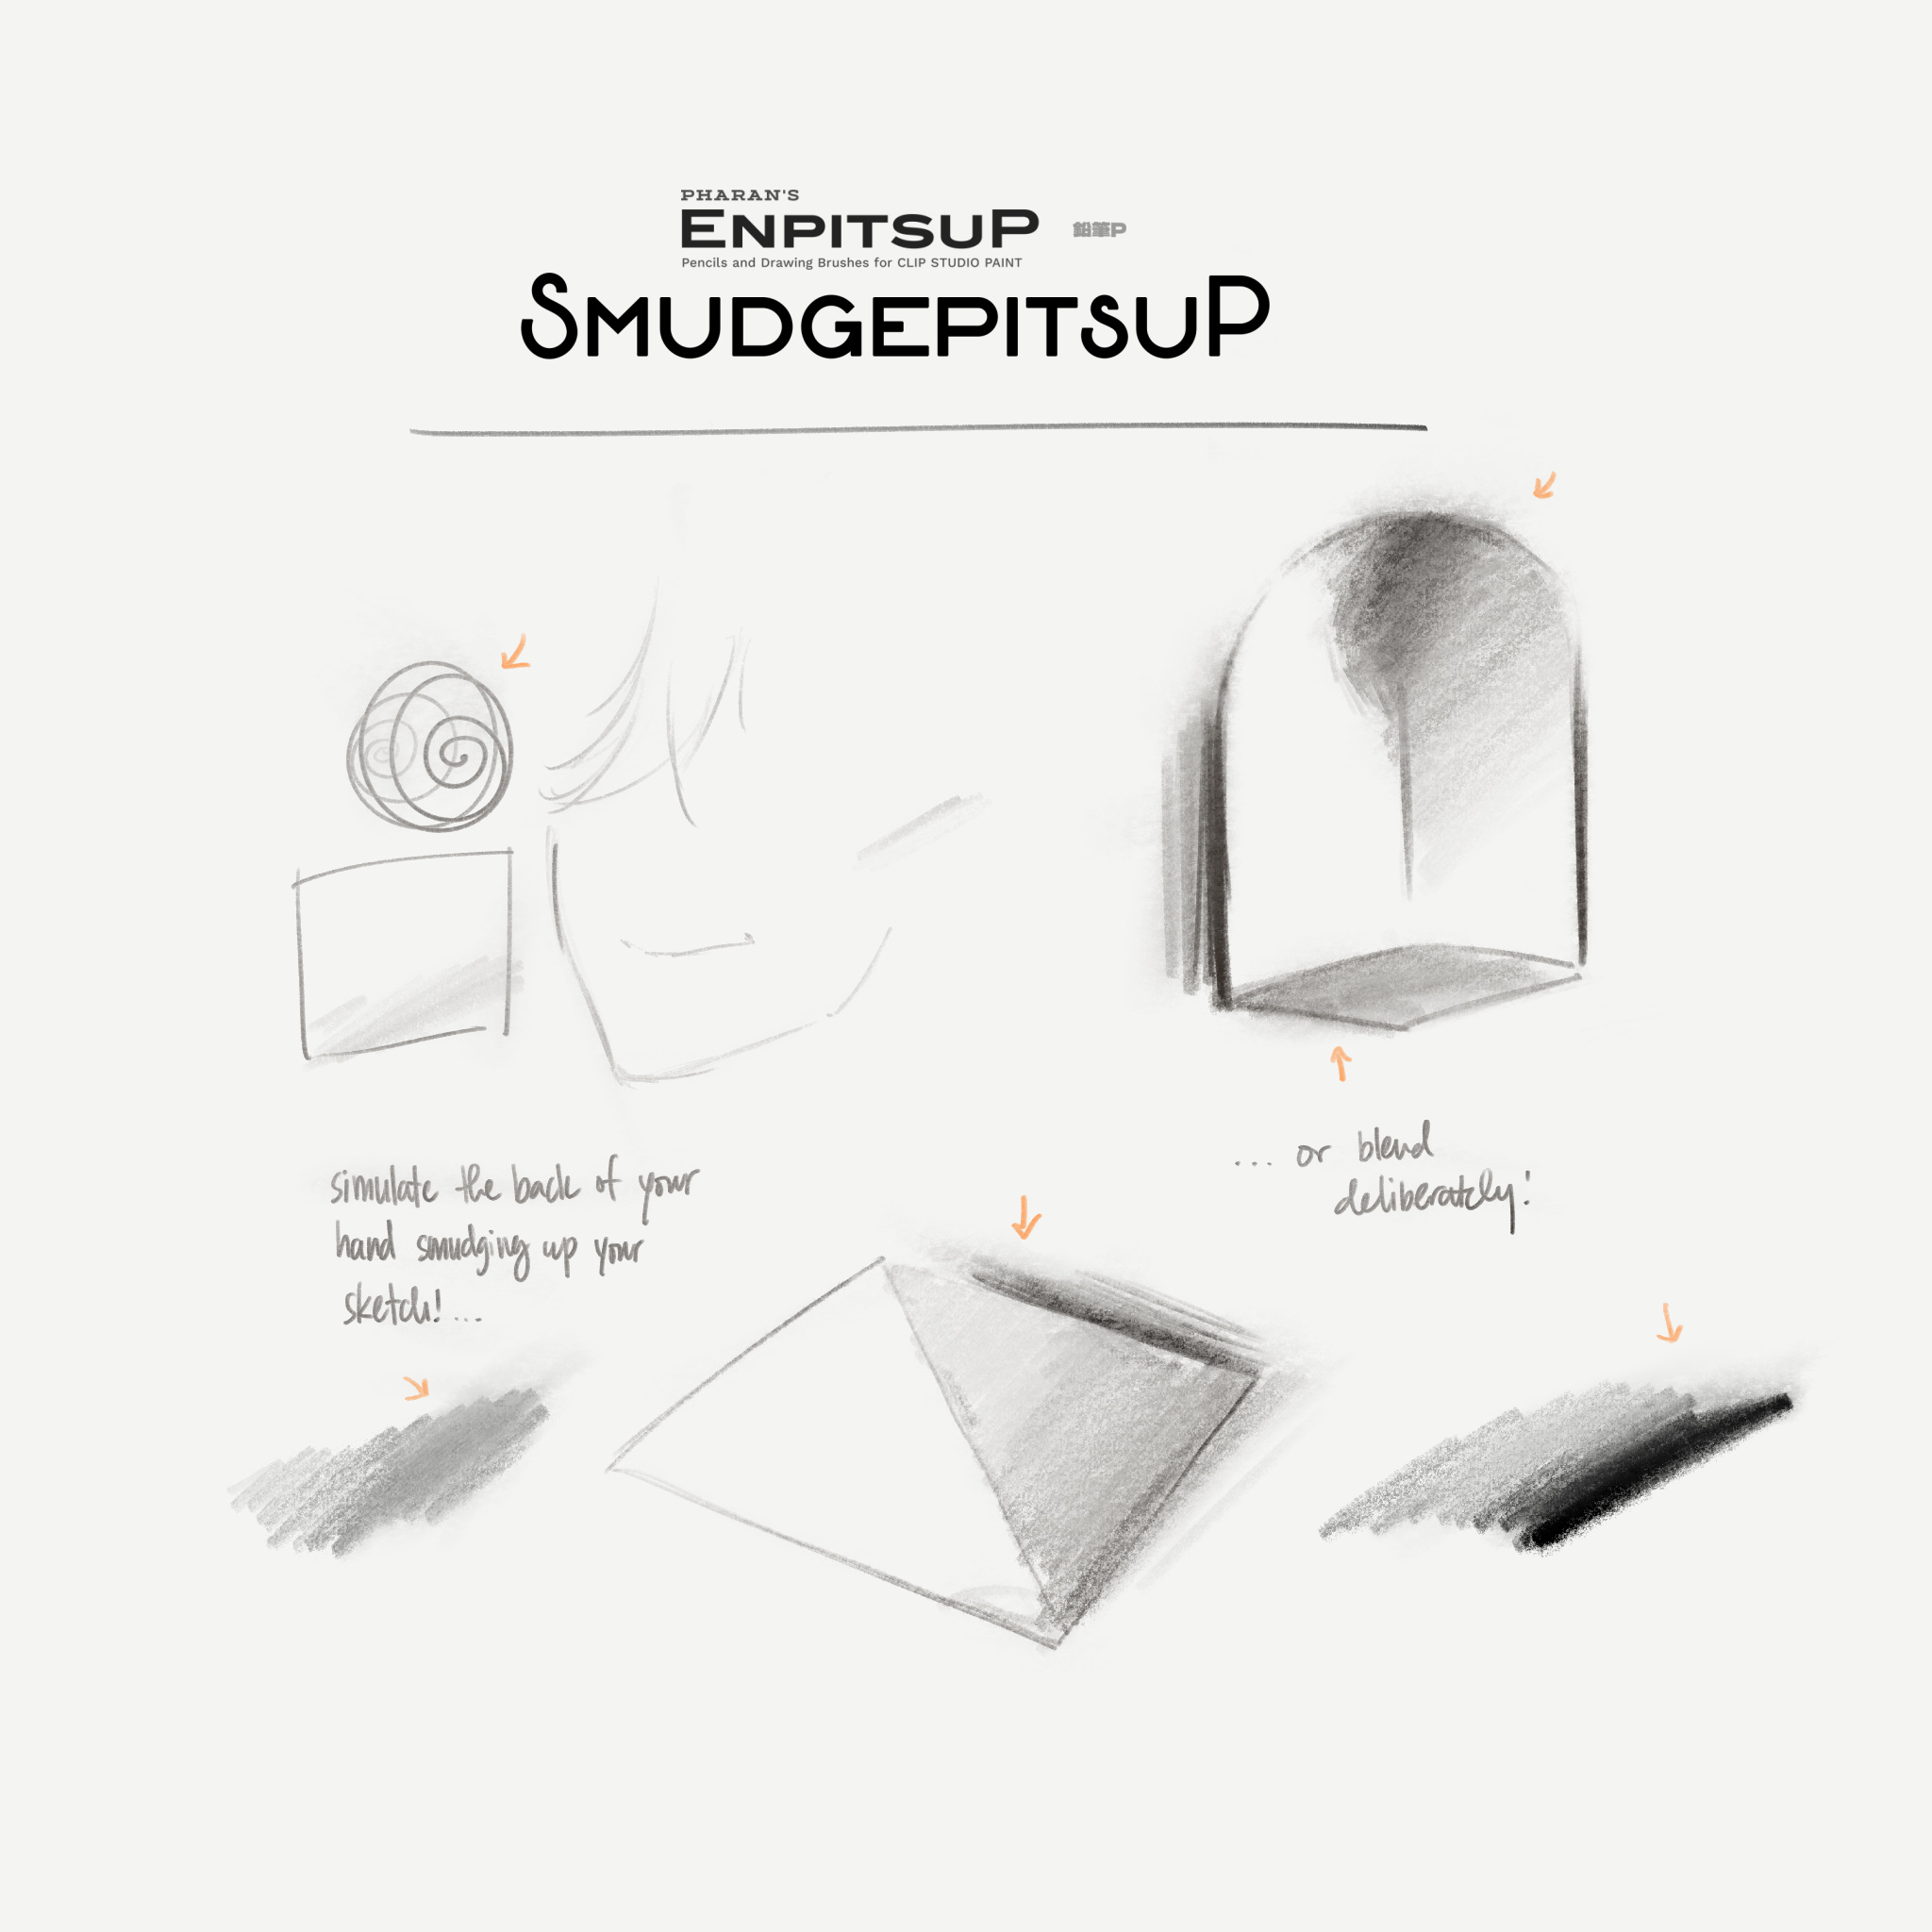 PHARAN'S
ENPITSUP 鉛筆P
Pencils and Drawing Brushes for CLIP STUDIO PAINT
SMUDGEPITSUP
simulate the back of your
hand smudging up your
sketch!...
... or blend
deliberately!